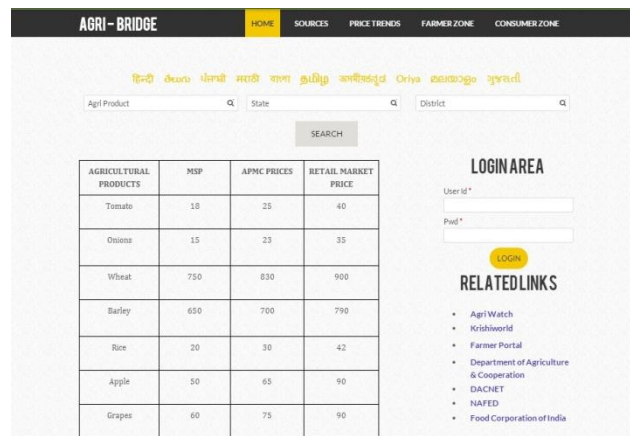 AGRI – BRIDGE
HOME SOURCES PRICE TRENDS FARMER ZONE CONSUMER ZONE
हिन्दी తెలుగు ਪੰਜਾਬੀ मराठी বাংলা தமிழ் Oriya മലയാളം ગુજરાતી
Agri Product State District
SEARCH
AGRICULTURAL PRODUCTS MSP APMC PRICES RETAIL MARKET PRICE
Tomato 18 25 40
Onions 15 23 35
Wheat 750 830 900
Barley 650 700 790
Rice 20 30 42
Apple 50 65 90
Grapes 60 75 90
LOGIN AREA
User Id *
Pwd *
LOGIN
RELATED LINKS
Agri Watch
Krishiworld
Farmer Portal
Department of Agriculture
& Cooperation
DACNET
NAFED
Food Corporation of India